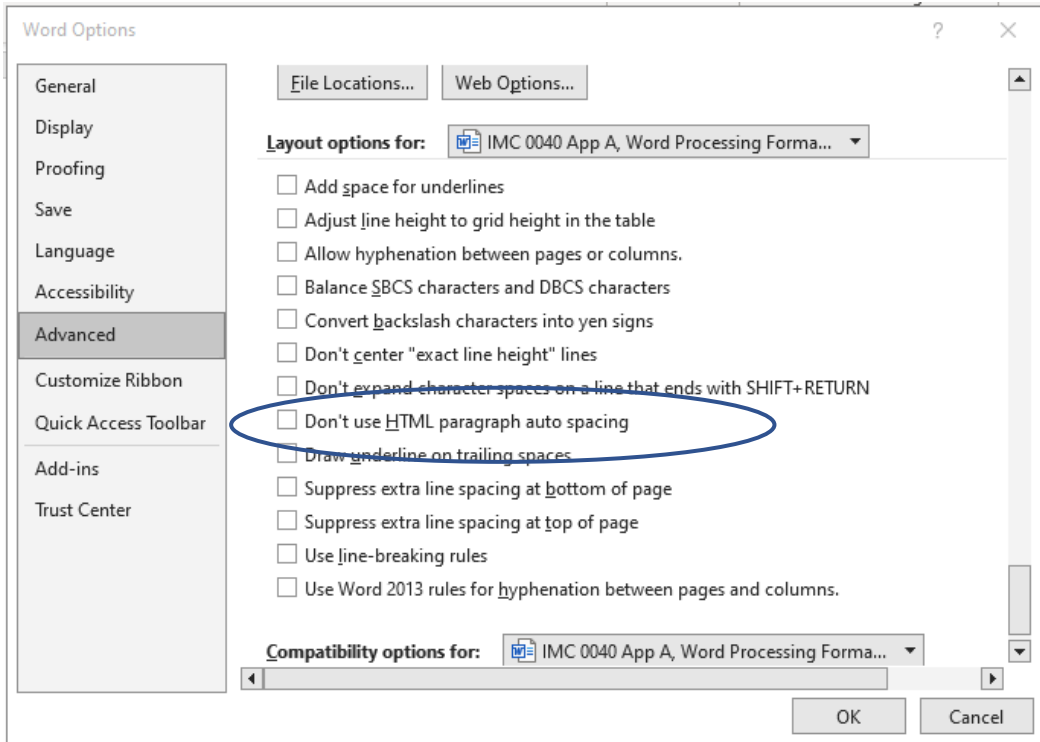 Word Options
?
General
Display
Proofing
Save
Language
Accessibility
Advanced
Customize Ribbon
Quick Access Toolbar
Add-ins
Trust Center
File Locations... Web Options...
Layout options for: IMC 0040 App A, Word Processing Forma...
Add space for underlines
Adjust line height to grid height in the table
Allow hyphenation between pages or columns.
Balance SBCS characters and DBCS characters
Convert backslash characters into yen signs
Don't center "exact line height" lines
Don't expand character spaces on a line that ends with SHIFT+RETURN
Don't use HTML paragraph auto spacing
Draw underline on trailing spaces
Suppress extra line spacing at bottom of page
Suppress extra line spacing at top of page
Use line-breaking rules
Use Word 2013 rules for hyphenation between pages and columns.
Compatibility options for: IMC 0040 App A, Word Processing Forma...
OK Cancel